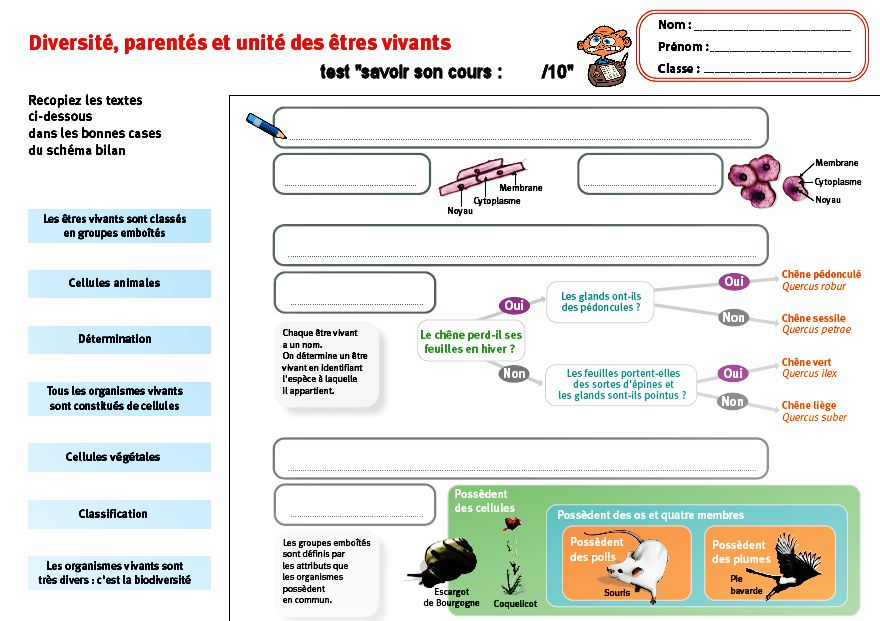 Diversité, parentés et unité des êtres vivants
test "savoir son cours : /10"
Nom :
Prénom :
Classe :
Recopiez les textes
ci-dessous
dans les bonnes cases
du schéma bilan
Les êtres vivants sont classés
en groupes emboîtés
Cellules animales
Détermination
Tous les organismes vivants
sont constitués de cellules
Cellules végétales
Classification
Les organismes vivants sont
très divers : c'est la biodiversité
Membrane
Cytoplasme
Noyau
Membrane
Cytoplasme
Noyau
Chaque être vivant
a un nom.
On détermine un être
vivant en identifiant
l'espèce à laquelle
il appartient.
Le chêne perd-il ses
feuilles en hiver ?
Oui
Non
Les glands ont-ils
des pédoncules ?
Oui
Non
Les feuilles portent-elles
des sortes d'épines et
les glands sont-ils pointus ?
Oui
Non
Chêne pédonculé
Quercus robur
Chêne sessile
Quercus petrae
Chêne vert
Quercus ilex
Chêne liège
Quercus suber
Les groupes emboîtés
sont définis par
les attributs que
les organismes
possèdent
en commun.
Possèdent
des cellules
Possèdent des os et quatre membres
Possèdent
des poils
Possèdent
des plumes
Escargot
de Bourgogne
Coquelicot
Souris
Pie
bavarde